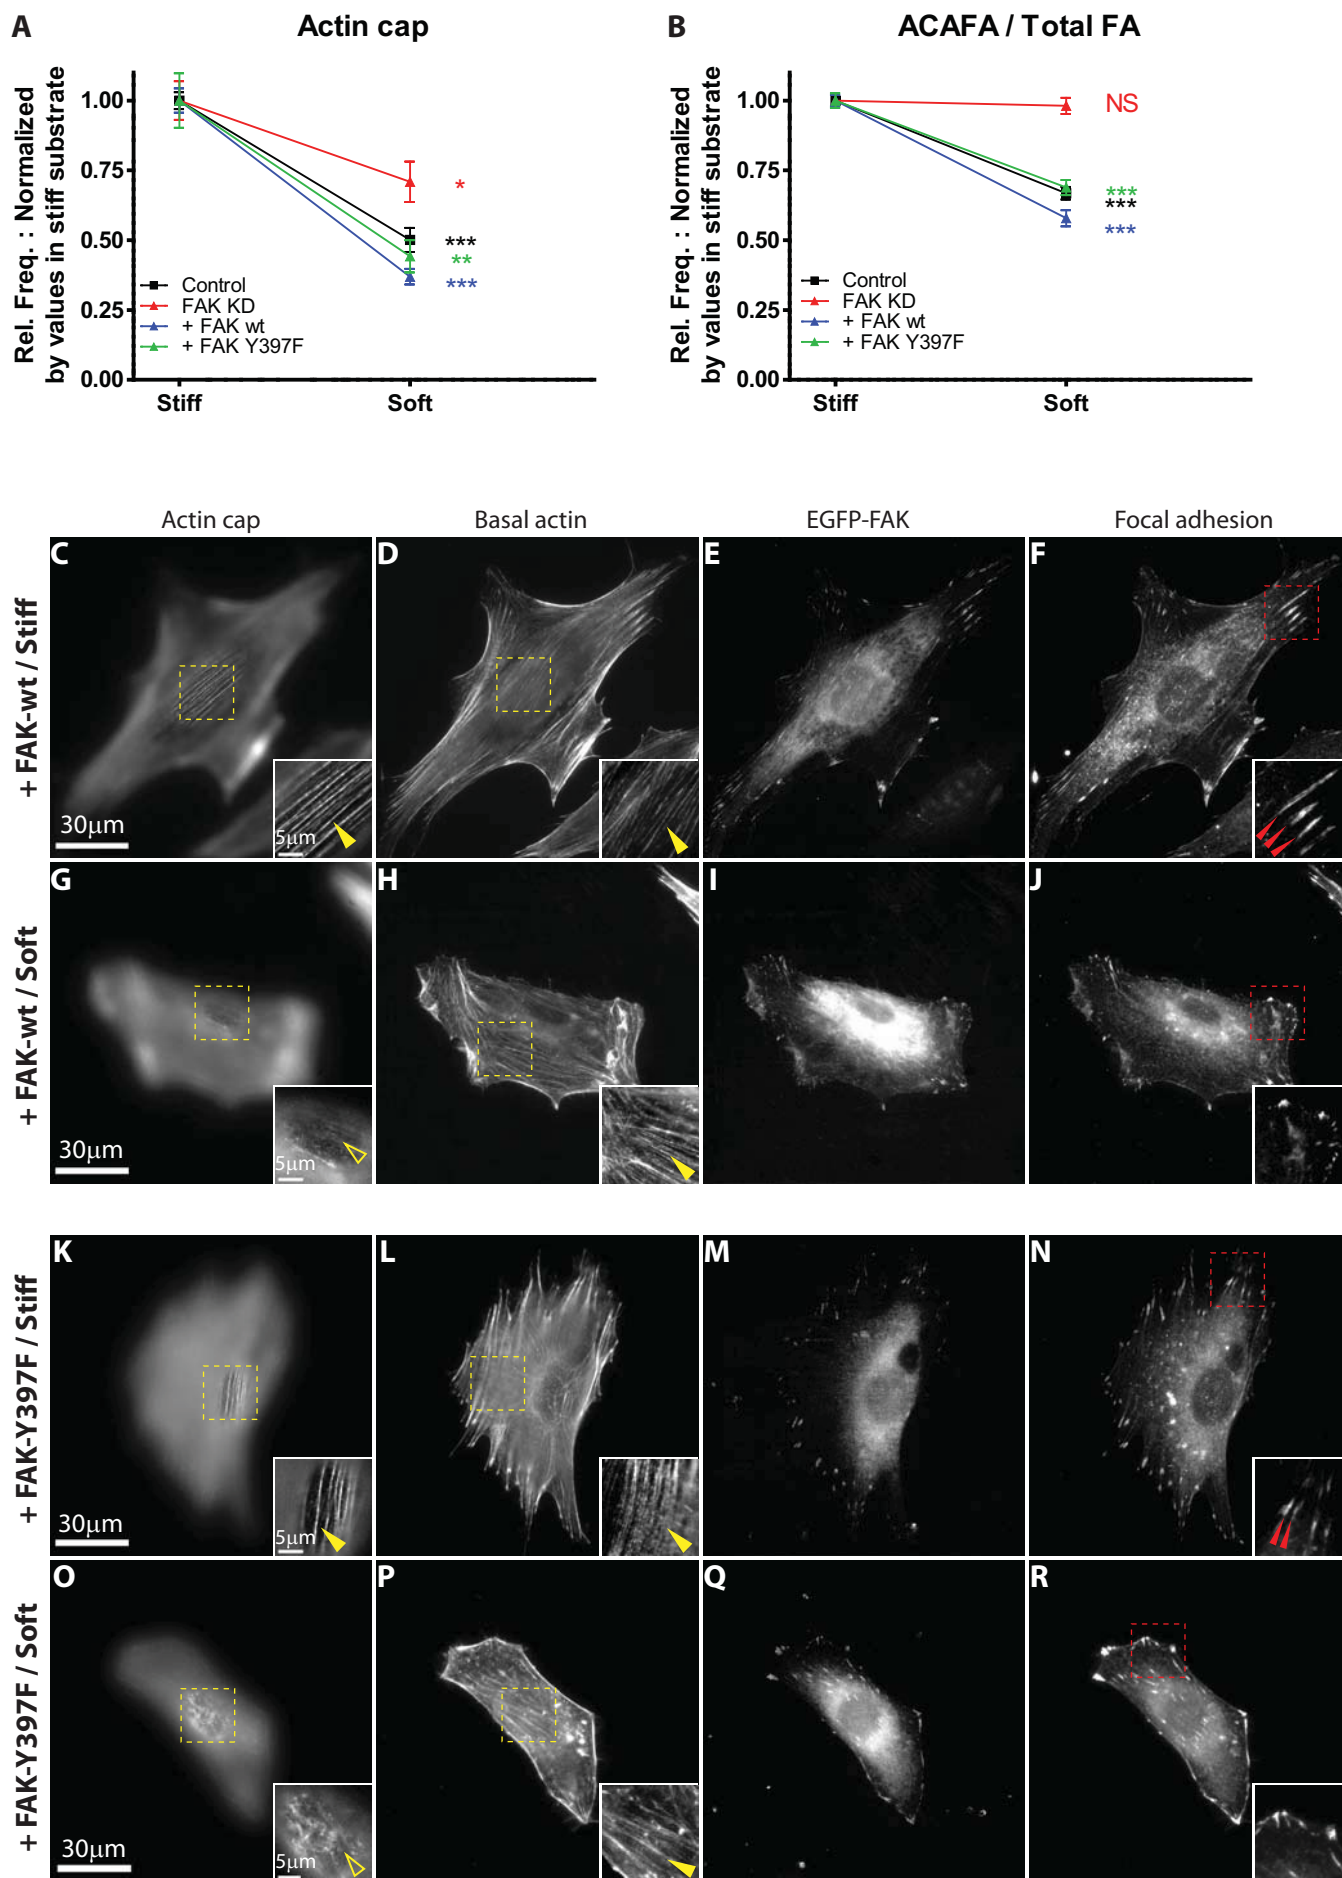 A
Actin cap
Rel. Freq. : Normalized
by values in stiff substrate
1.00
0.75
0.50
0.25
0.00
*
***
**
***
Control
FAK KD
+ FAK wt
+ FAK Y397F
Stiff
Soft
B
ACAFA / Total FA
Rel. Freq. : Normalized
by values in stiff substrate
1.00
0.75
0.50
0.25
0.00
NS
***
***
***
Control
FAK KD
+ FAK wt
+ FAK Y397F
Stiff
Soft
Actin cap
Basal actin
EGFP-FAK
Focal adhesion
+ FAK-wt / Stiff
C
30μm
5μm
D
E
F
+ FAK-wt / Soft
G
30μm
5μm
H
I
J
+ FAK-Y397F / Stiff
K
30μm
5μm
L
M
N
+ FAK-Y397F / Soft
O
30μm
5μm
P
Q
R